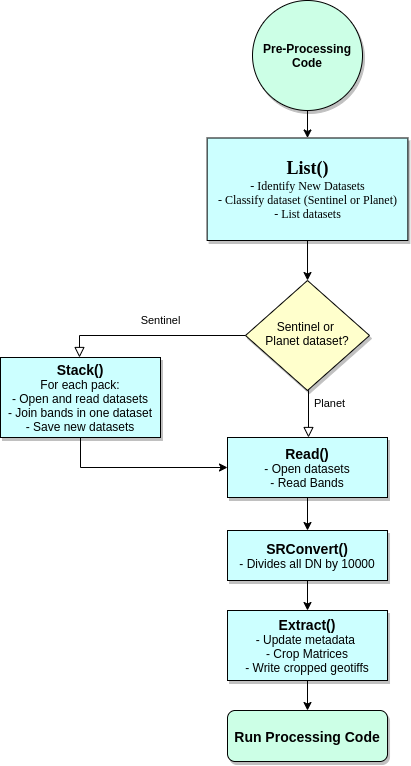 Pre-Processing
Code
List()
- Identify New Datasets
- Classify dataset (Sentinel or Planet)
- List datasets
Sentinel or
Planet dataset?
Sentinel
Stack()
For each pack:
- Open and read datasets
- Join bands in one dataset
- Save new datasets
Planet
Read()
- Open datasets
- Read Bands
SRConvert()
- Divides all DN by 10000
Extract()
- Update metadata
- Crop Matrices
- Write cropped geotiffs
Run Processing Code